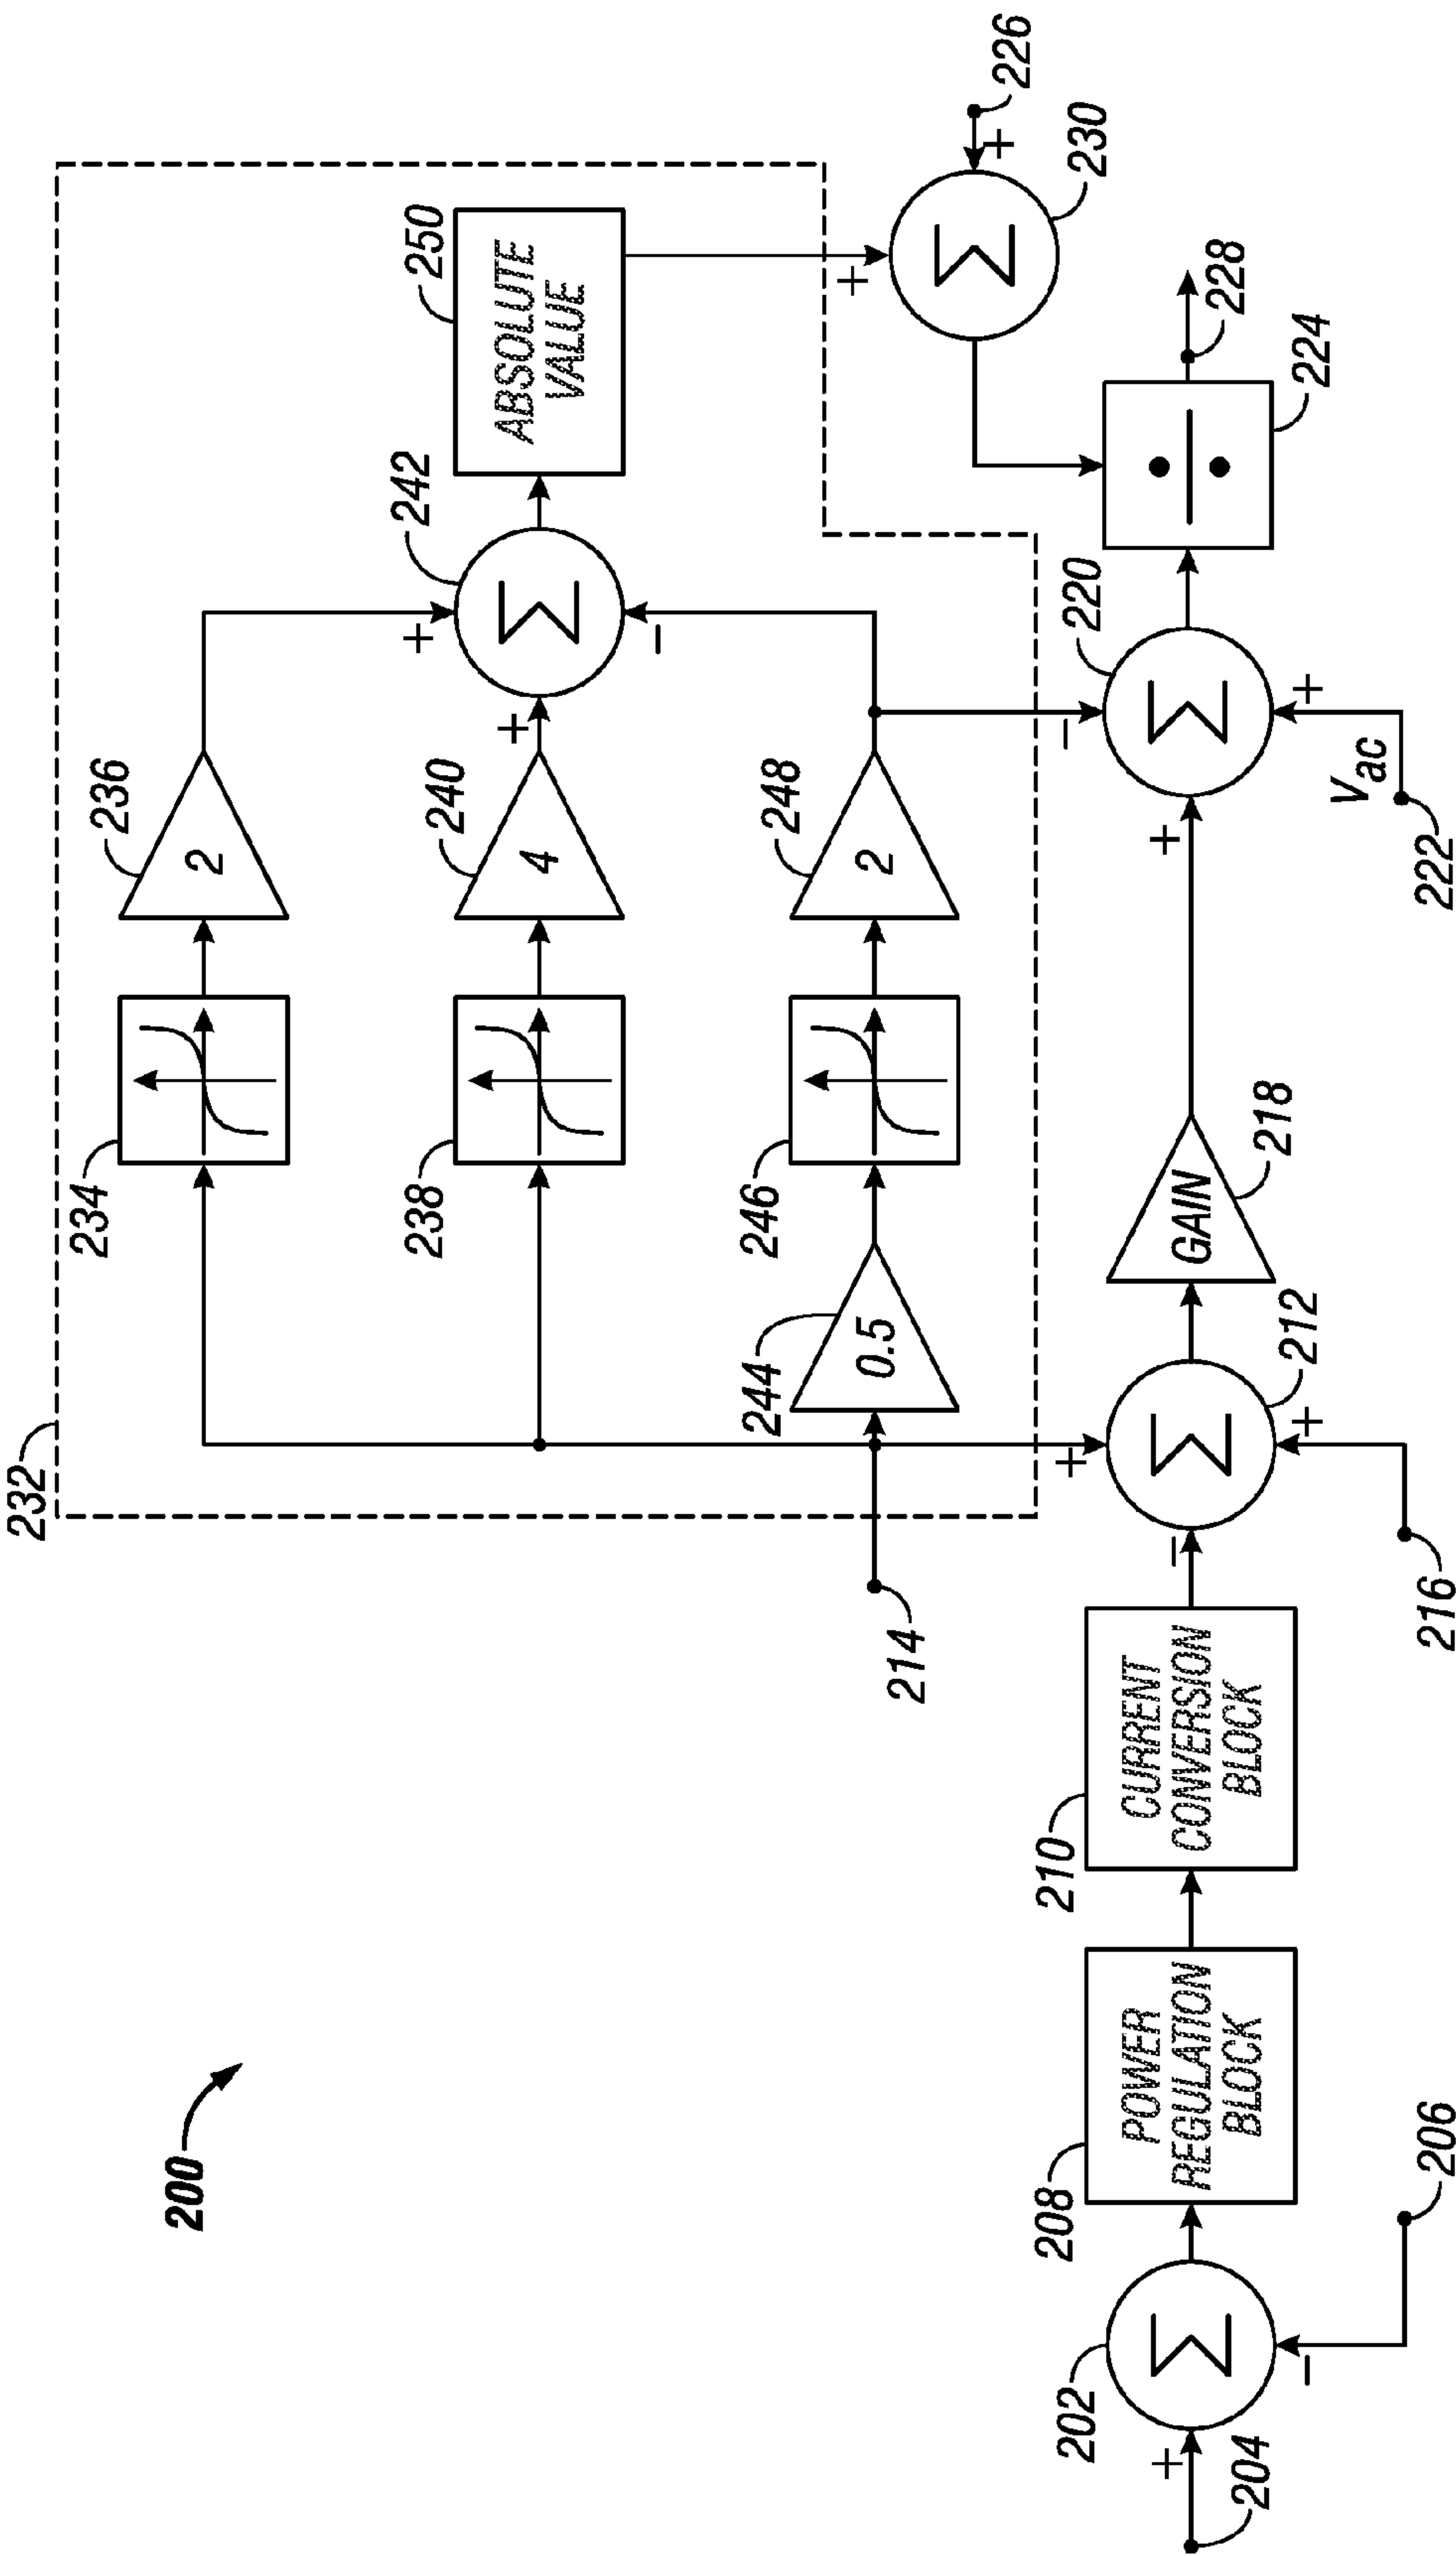 200
232
234
236
2
238
240
4
242
250
ABSOLUTE
VALUE
+
+
−
214
244
0.5
246
248
2
+
226
+
230
204
+
202
Σ
−
206
208
POWER
REGULATION
BLOCK
210
CURRENT
CONVERSION
BLOCK
−
+
+
212
Σ
216
GAIN
218
+
−
+
220
Σ
Vac
222
Σ
Σ
÷
224
228